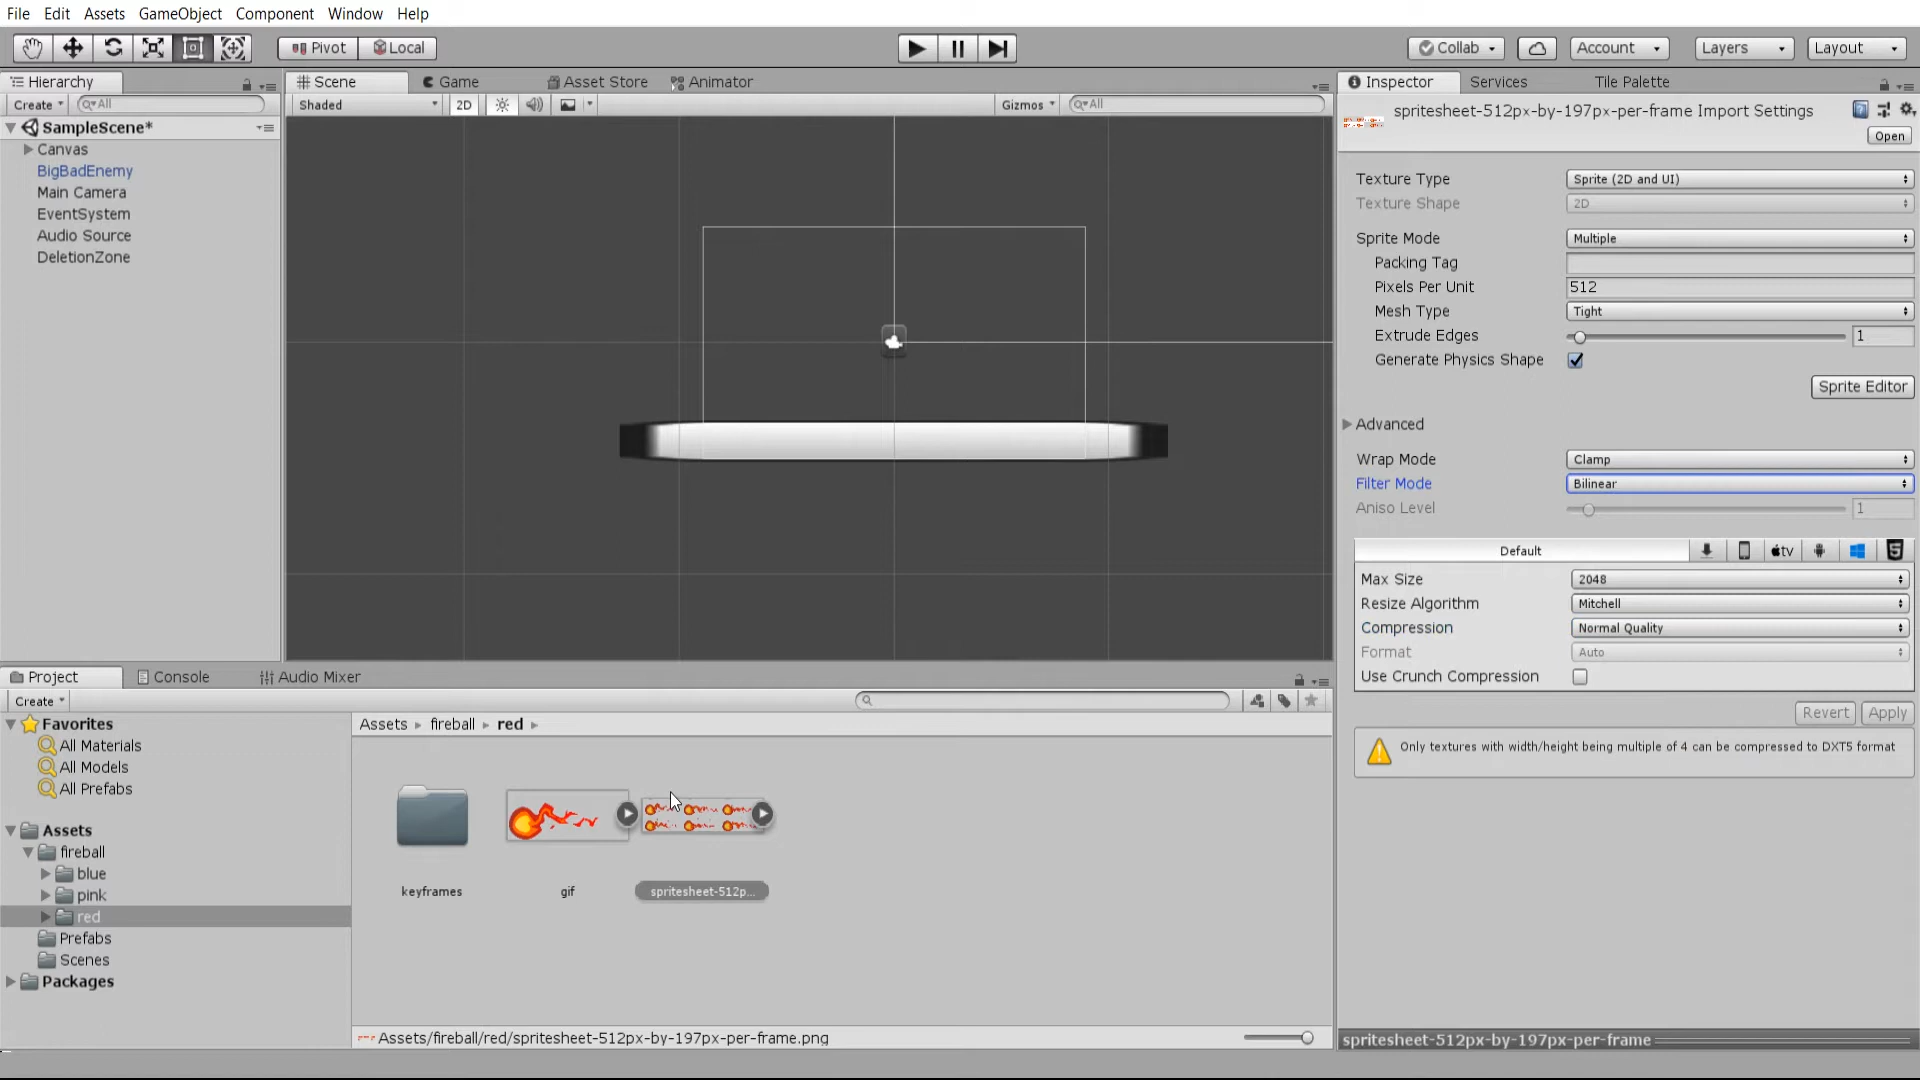 File Edit Assets GameObject Component Window Help
Pivot Local Collab Account Layers Layout
Hierarchy
Create All
SampleScene*
Canvas
BigBadEnemy
Main Camera
EventSystem
Audio Source
DeletionZone
Scene Game Asset Store Animator
Shaded 2D Gizmos All
Inspector Services Tile Palette
spritesheet-512px-by-197px-per-frame Import Settings
Open
Texture Type Sprite (2D and UI)
Texture Shape 2D
Sprite Mode Multiple
Packing Tag
Pixels Per Unit 512
Mesh Type Tight
Extrude Edges 1
Generate Physics Shape
Sprite Editor
Advanced
Wrap Mode Clamp
Filter Mode Bilinear
Aniso Level 1
Default tv 5
Max Size 2048
Resize Algorithm Mitchell
Compression Normal Quality
Format Auto
Use Crunch Compression
Revert Apply
Only textures with width/height being multiple of 4 can be compressed to DXT5 format
spritesheet-512px-by-197px-per-frame
Project Console Audio Mixer
Create
Favorites
All Materials
All Models
All Prefabs
Assets
fireball
blue
pink
red
Prefabs
Scenes
Packages
Assets fireball red
keyframes gif spritesheet-512p...
Assets/fireball/red/spritesheet-512px-by-197px-per-frame.png